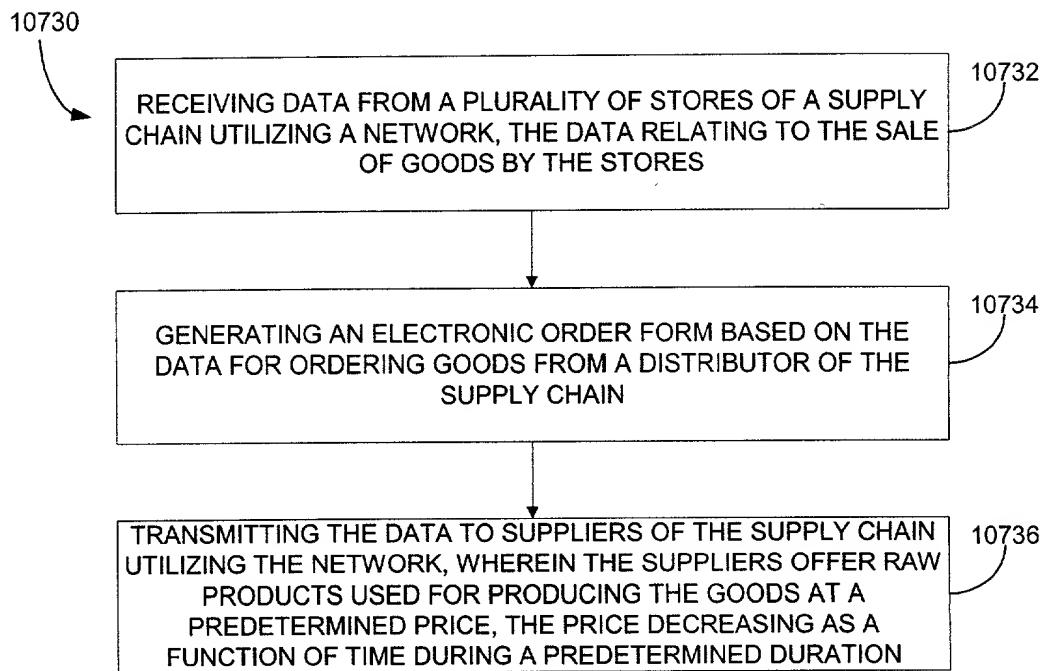 10730
10732
RECEIVING DATA FROM A PLURALITY OF STORES OF A SUPPLY
CHAIN UTILIZING A NETWORK, THE DATA RELATING TO THE SALE
OF GOODS BY THE STORES
10734
GENERATING AN ELECTRONIC ORDER FORM BASED ON THE
DATA FOR ORDERING GOODS FROM A DISTRIBUTOR OF THE
SUPPLY CHAIN
10736
TRANSMITTING THE DATA TO SUPPLIERS OF THE SUPPLY CHAIN
UTILIZING THE NETWORK, WHEREIN THE SUPPLIERS OFFER RAW
PRODUCTS USED FOR PRODUCING THE GOODS AT A
PREDETERMINED PRICE, THE PRICE DECREASING AS A
FUNCTION OF TIME DURING A PREDETERMINED DURATION